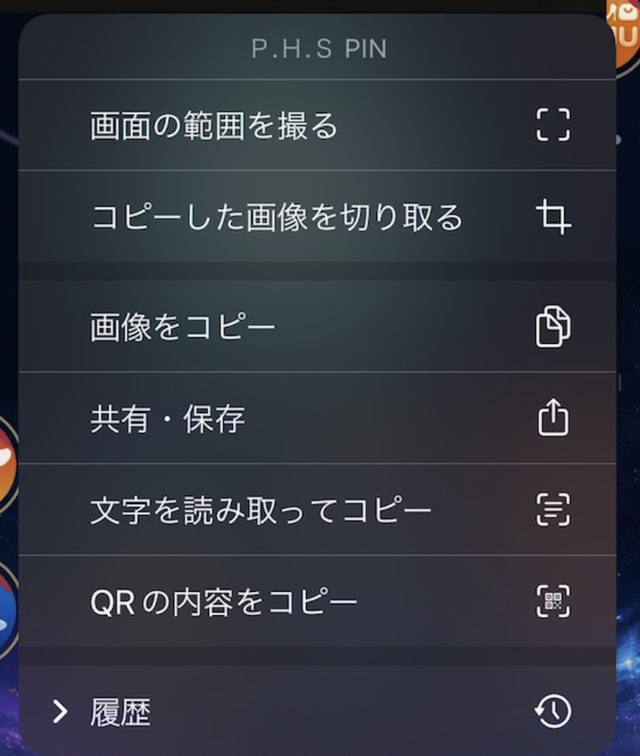 P.H.S PIN
画面の範囲を撮る
コピーした画像を切り取る
画像をコピー
共有・保存
文字を読み取ってコピー
QRの内容をコピー
履歴